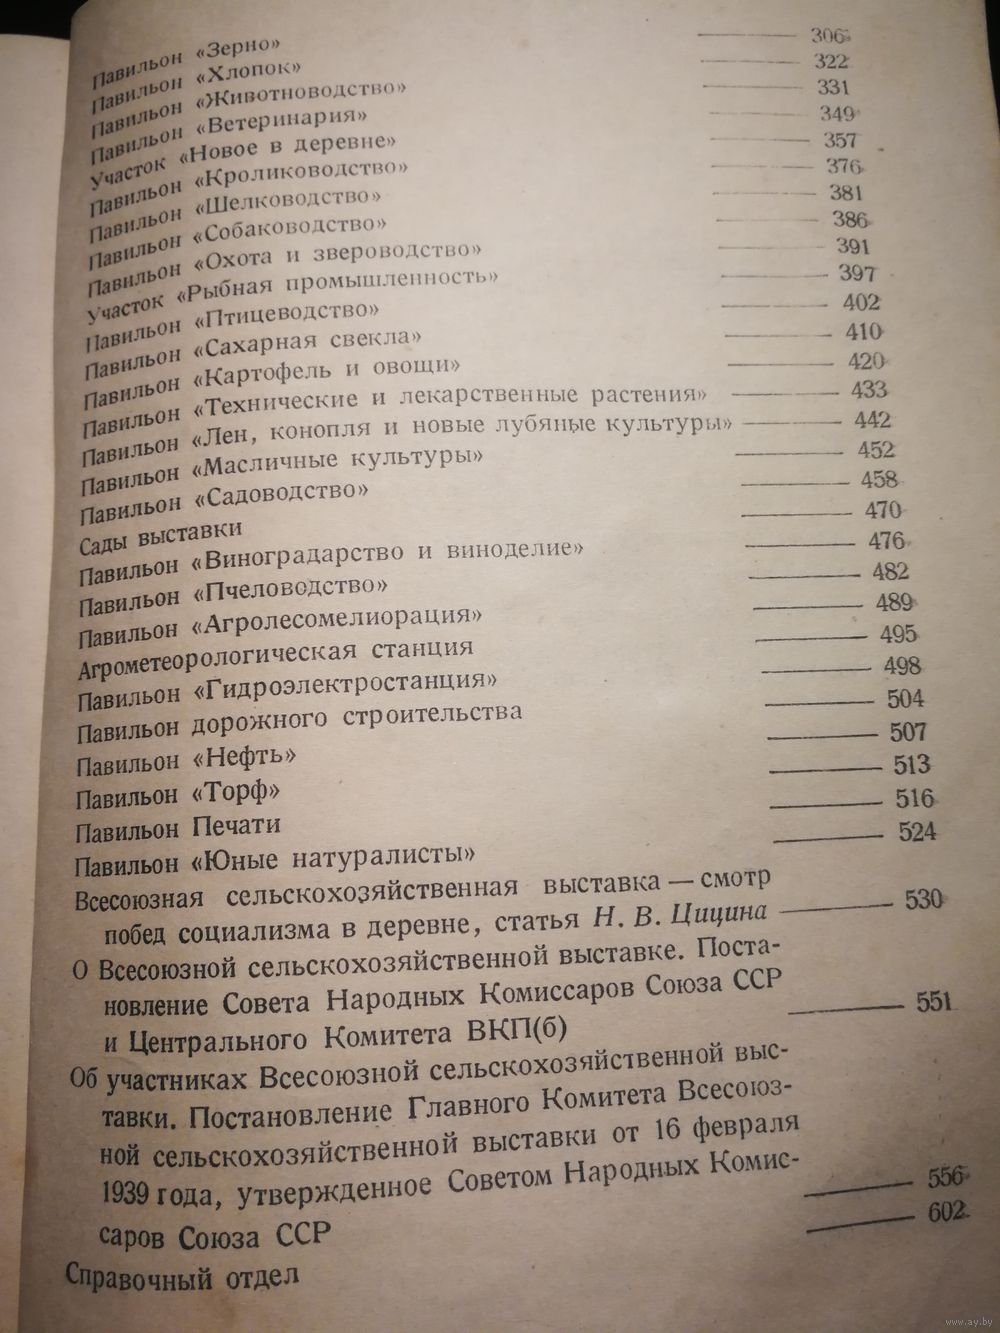 Павильон «Зерно» — 306
Павильон «Хлопок» — 322
Павильон «Животноводство» — 331
Павильон «Ветеринария» — 349
Участок «Новое в деревне» — 357
Павильон «Кролиководство» — 376
Павильон «Шелководство» — 381
Павильон «Собаководство» — 386
Павильон «Охота и звероводство» — 391
Участок «Рыбная промышленность» — 397
Павильон «Птицеводство» — 402
Павильон «Сахарная свекла» — 410
Павильон «Картофель и овощи» — 420
Павильон «Технические и лекарственные растения» — 433
Павильон «Лен, конопля и новые лубяные культуры» — 442
Павильон «Масличные культуры» — 452
Павильон «Садоводство» — 458
Сады выставки — 470
Павильон «Виноградарство и виноделие» — 476
Павильон «Пчеловодство» — 482
Павильон «Агролесомелиорация» — 489
Агрометеорологическая станция — 495
Павильон «Гидроэлектростанция» — 498
Павильон дорожного строительства — 504
Павильон «Нефть» — 507
Павильон «Торф» — 513
Павильон Печати — 516
Павильон «Юные натуралисты» — 524
Всесоюзная сельскохозяйственная выставка — смотр
побед социализма в деревне, статья Н. В. Цицина — 530
О Всесоюзной сельскохозяйственной выставке. Поста-
новление Совета Народных Комиссаров Союза ССР
и Центрального Комитета ВКП(б) — 551
Об участниках Всесоюзной сельскохозяйственной выс-
тавки. Постановление Главного Комитета Всесоюз-
ной сельскохозяйственной выставки от 16 февраля
1939 года, утвержденное Советом Народных Комис-
саров Союза ССР — 556
Справочный отдел — 602
www.ay.by